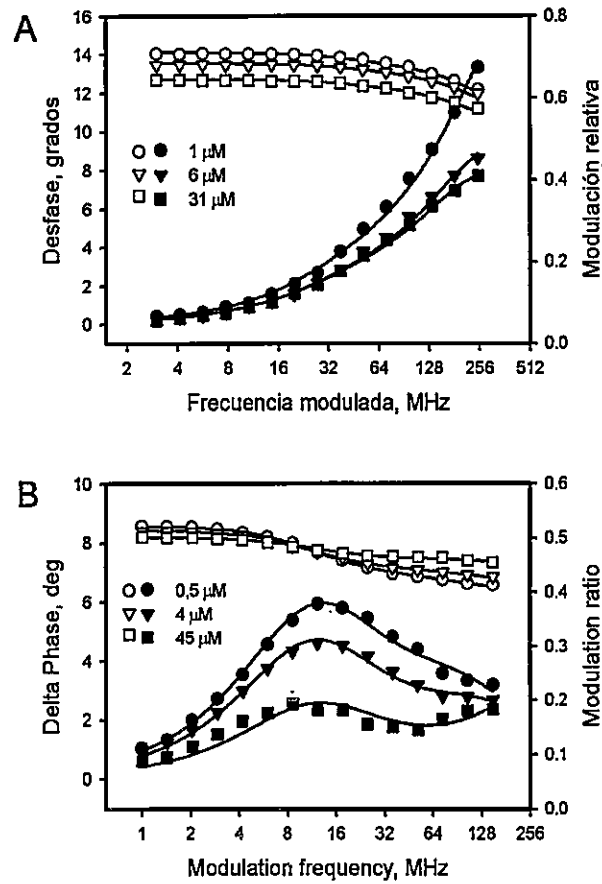 A
16
14
12
10
8
6
4
2
0
Desfase, grados
1 µM
6 µM
31 µM
0.8
0.6
0.4
0.2
0.0
Modulación relativa
2 4 8 16 32 64 128 256 512
Frecuencia modulada, MHz
B
10
8
6
4
2
0
Delta Phase, deg
0,5 µM
4 µM
45 µM
0.6
0.5
0.4
0.3
0.2
0.1
0.0
Modulation ratio
1 2 4 8 16 32 64 128 256
Modulation frequency, MHz